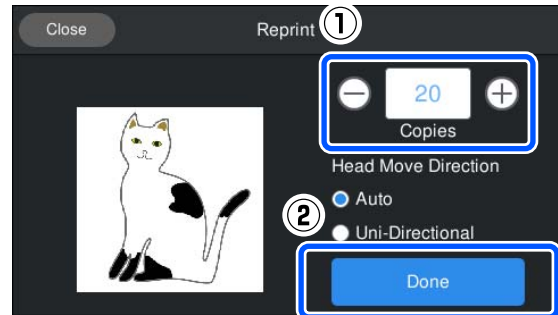 Close
Reprint
①
20
Copies
Head Move Direction
Auto
②
Uni-Directional
Done